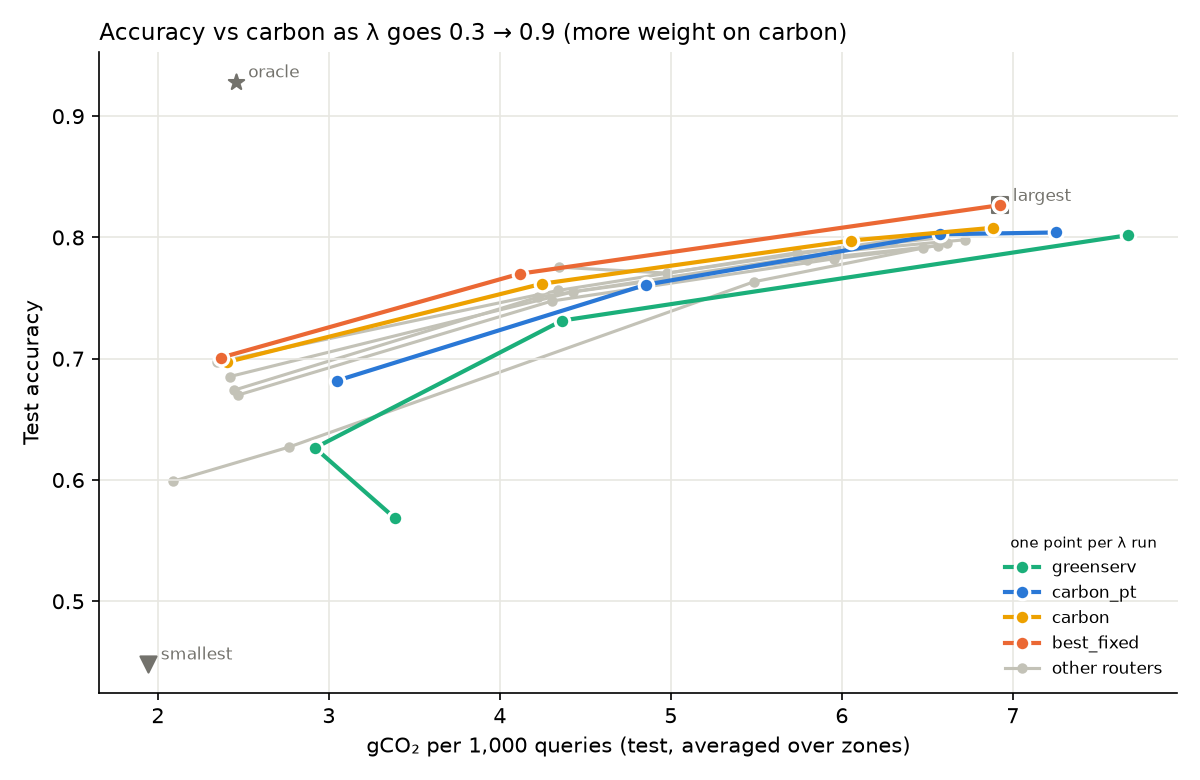 Accuracy vs carbon as λ goes 0.3 → 0.9 (more weight on carbon)
oracle
largest
smallest
0.9
0.8
0.7
0.6
0.5
Test accuracy
2 3 4 5 6 7
gCO₂ per 1,000 queries (test, averaged over zones)
one point per λ run
greenserv
carbon_pt
carbon
best_fixed
other routers